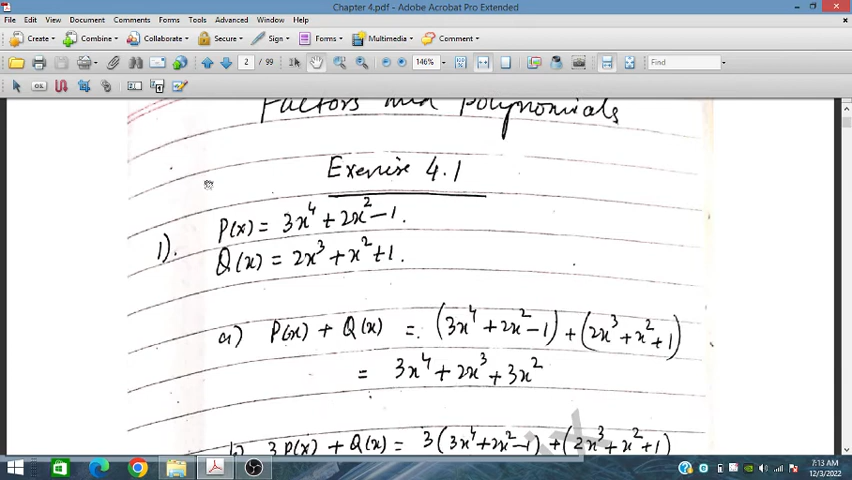 Chapter 4.pdf - Adobe Acrobat Pro Extended
File Edit View Document Comments Forms Tools Advanced Window Help
Create Combine Collaborate Secure Sign Forms Multimedia Comment
2 / 99 146% Find
Factors and Polynomials
Exercise 4.1
1). P(x) = 3x⁴ + 2x² − 1.
Q(x) = 2x³ + x² + 1.
a) P(x) + Q(x) = (3x⁴ + 2x² − 1) + (2x³ + x² + 1)
= 3x⁴ + 2x³ + 3x²
b) 3P(x) + Q(x) = 3(3x⁴ + 2x² − 1) + (2x³ + x² + 1)
7:13 AM
12/3/2022